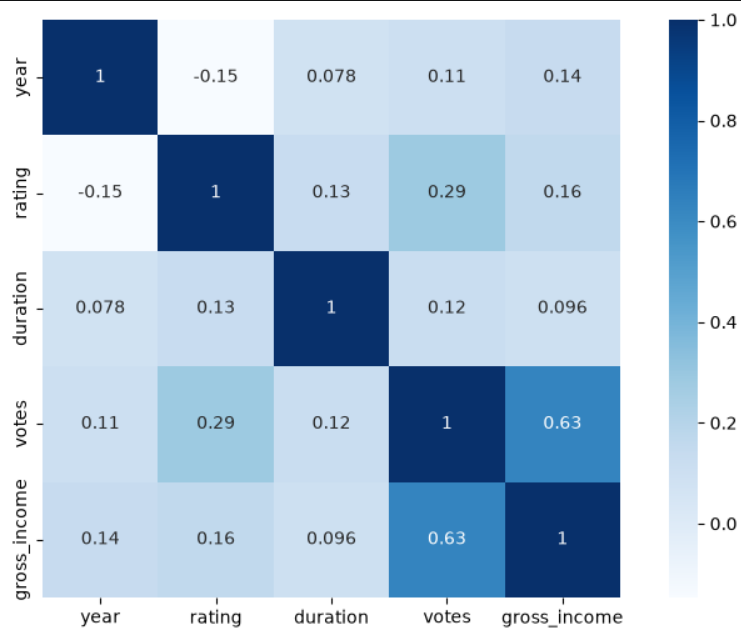 year 1 -0.15 0.078 0.11 0.14
rating -0.15 1 0.13 0.29 0.16
duration 0.078 0.13 1 0.12 0.096
votes 0.11 0.29 0.12 1 0.63
gross_income 0.14 0.16 0.096 0.63 1
year rating duration votes gross_income
1.0
0.8
0.6
0.4
0.2
0.0